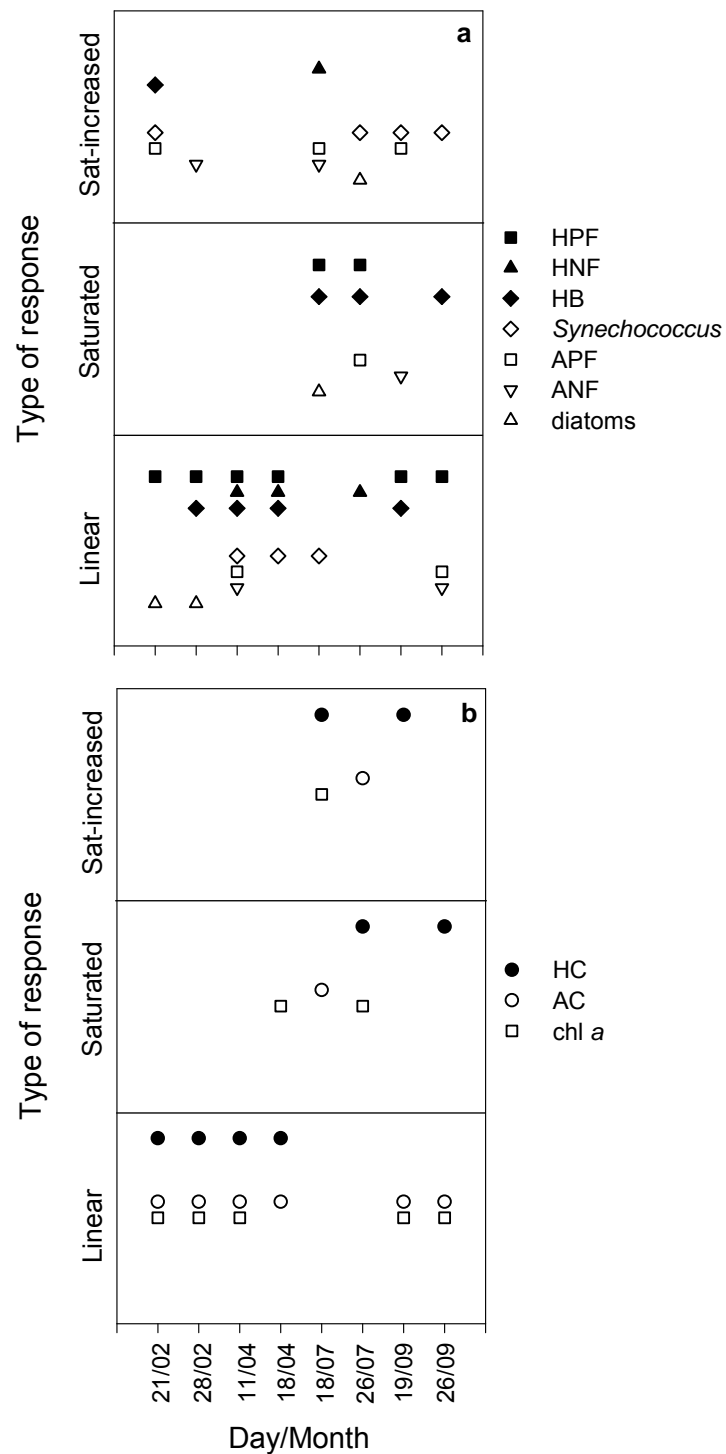 a
Type of response
Sat-increased
Saturated
Linear
HPF
HNF
HB
Synechococcus
APF
ANF
diatoms
b
Type of response
Sat-increased
Saturated
Linear
HC
AC
chl a
21/02
28/02
11/04
18/04
18/07
26/07
19/09
26/09
Day/Month